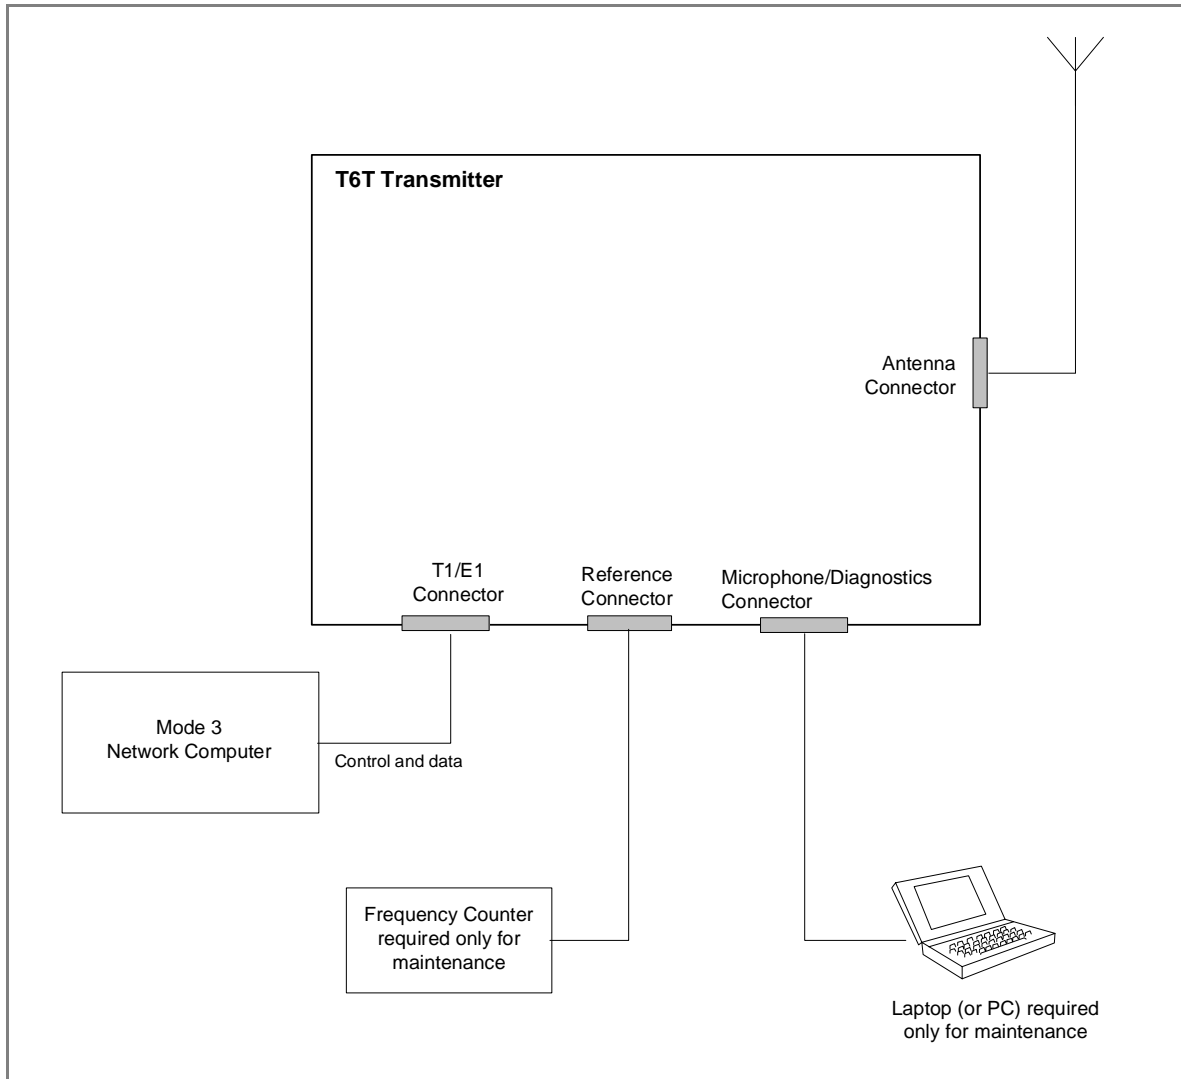 T6T Transmitter
Antenna
Connector
T1/E1
Connector
Reference
Connector
Microphone/Diagnostics
Connector
Mode 3
Network Computer
Control and data
Frequency Counter
required only for
maintenance
Laptop (or PC) required
only for maintenance